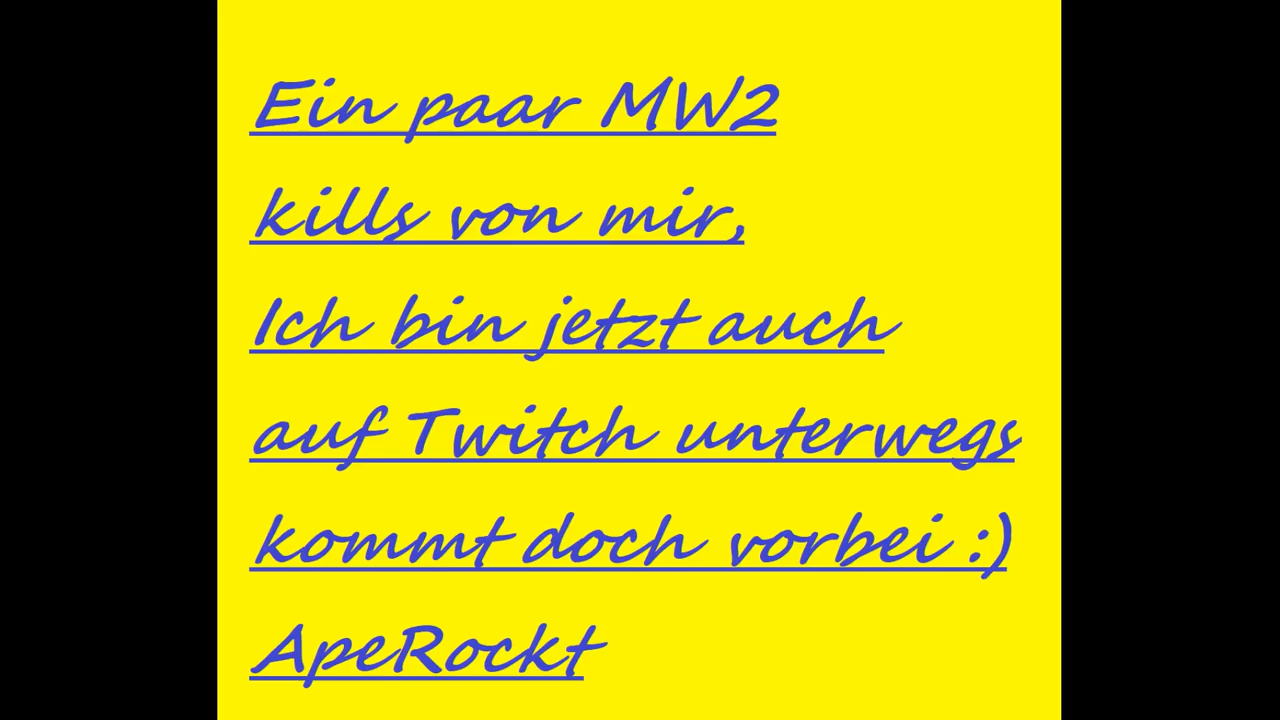 Ein paar MW2
kills von mir,
Ich bin jetzt auch
auf Twitch unterwegs
kommt doch vorbei :)
ApeRockt